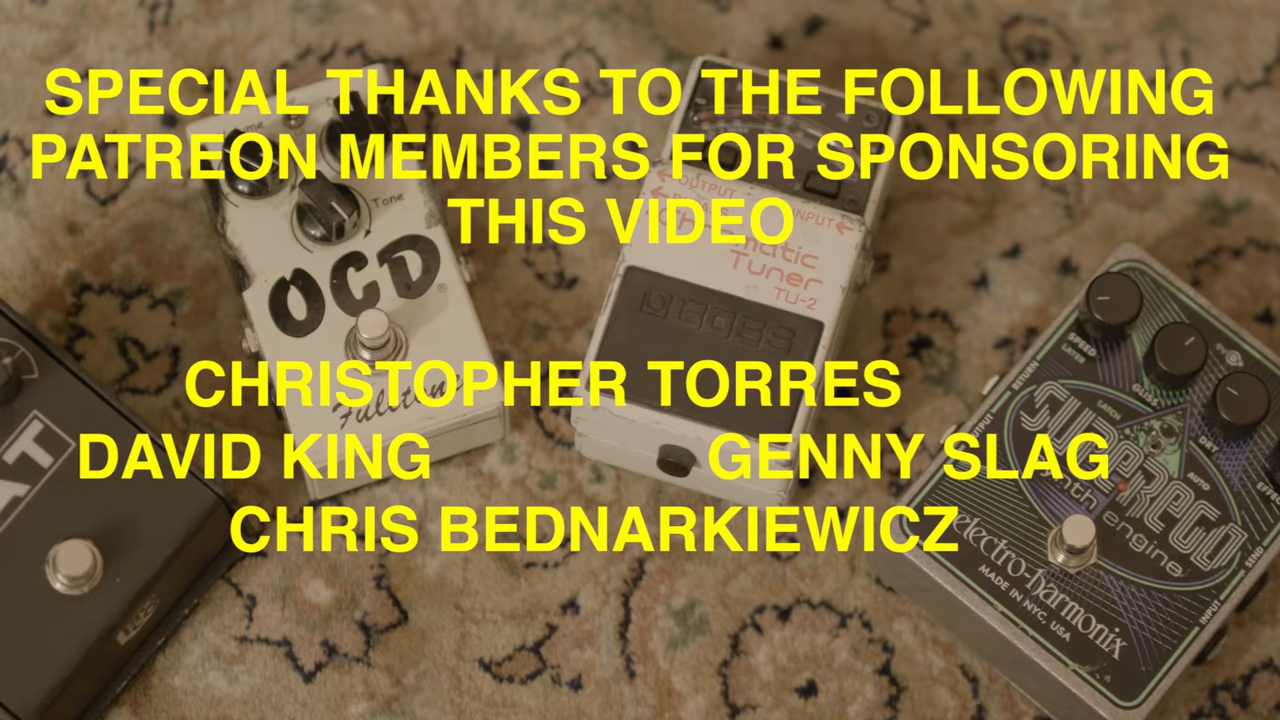 SPECIAL THANKS TO THE FOLLOWING
PATREON MEMBERS FOR SPONSORING
THIS VIDEO
CHRISTOPHER TORRES
DAVID KING GENNY SLAG
CHRIS BEDNARKIEWICZ
Tone
OCD
Fulltone
OUTPUT
INPUT
Tuner
TU-2
BOSS
SPEED
LATER
RETURN
GLISS
LATCH
DRY
AUTO
SEND
OUTPUT
INPUT
SUPEREGO
synth engine
electro-harmonix
MADE IN NYC, USA
9V